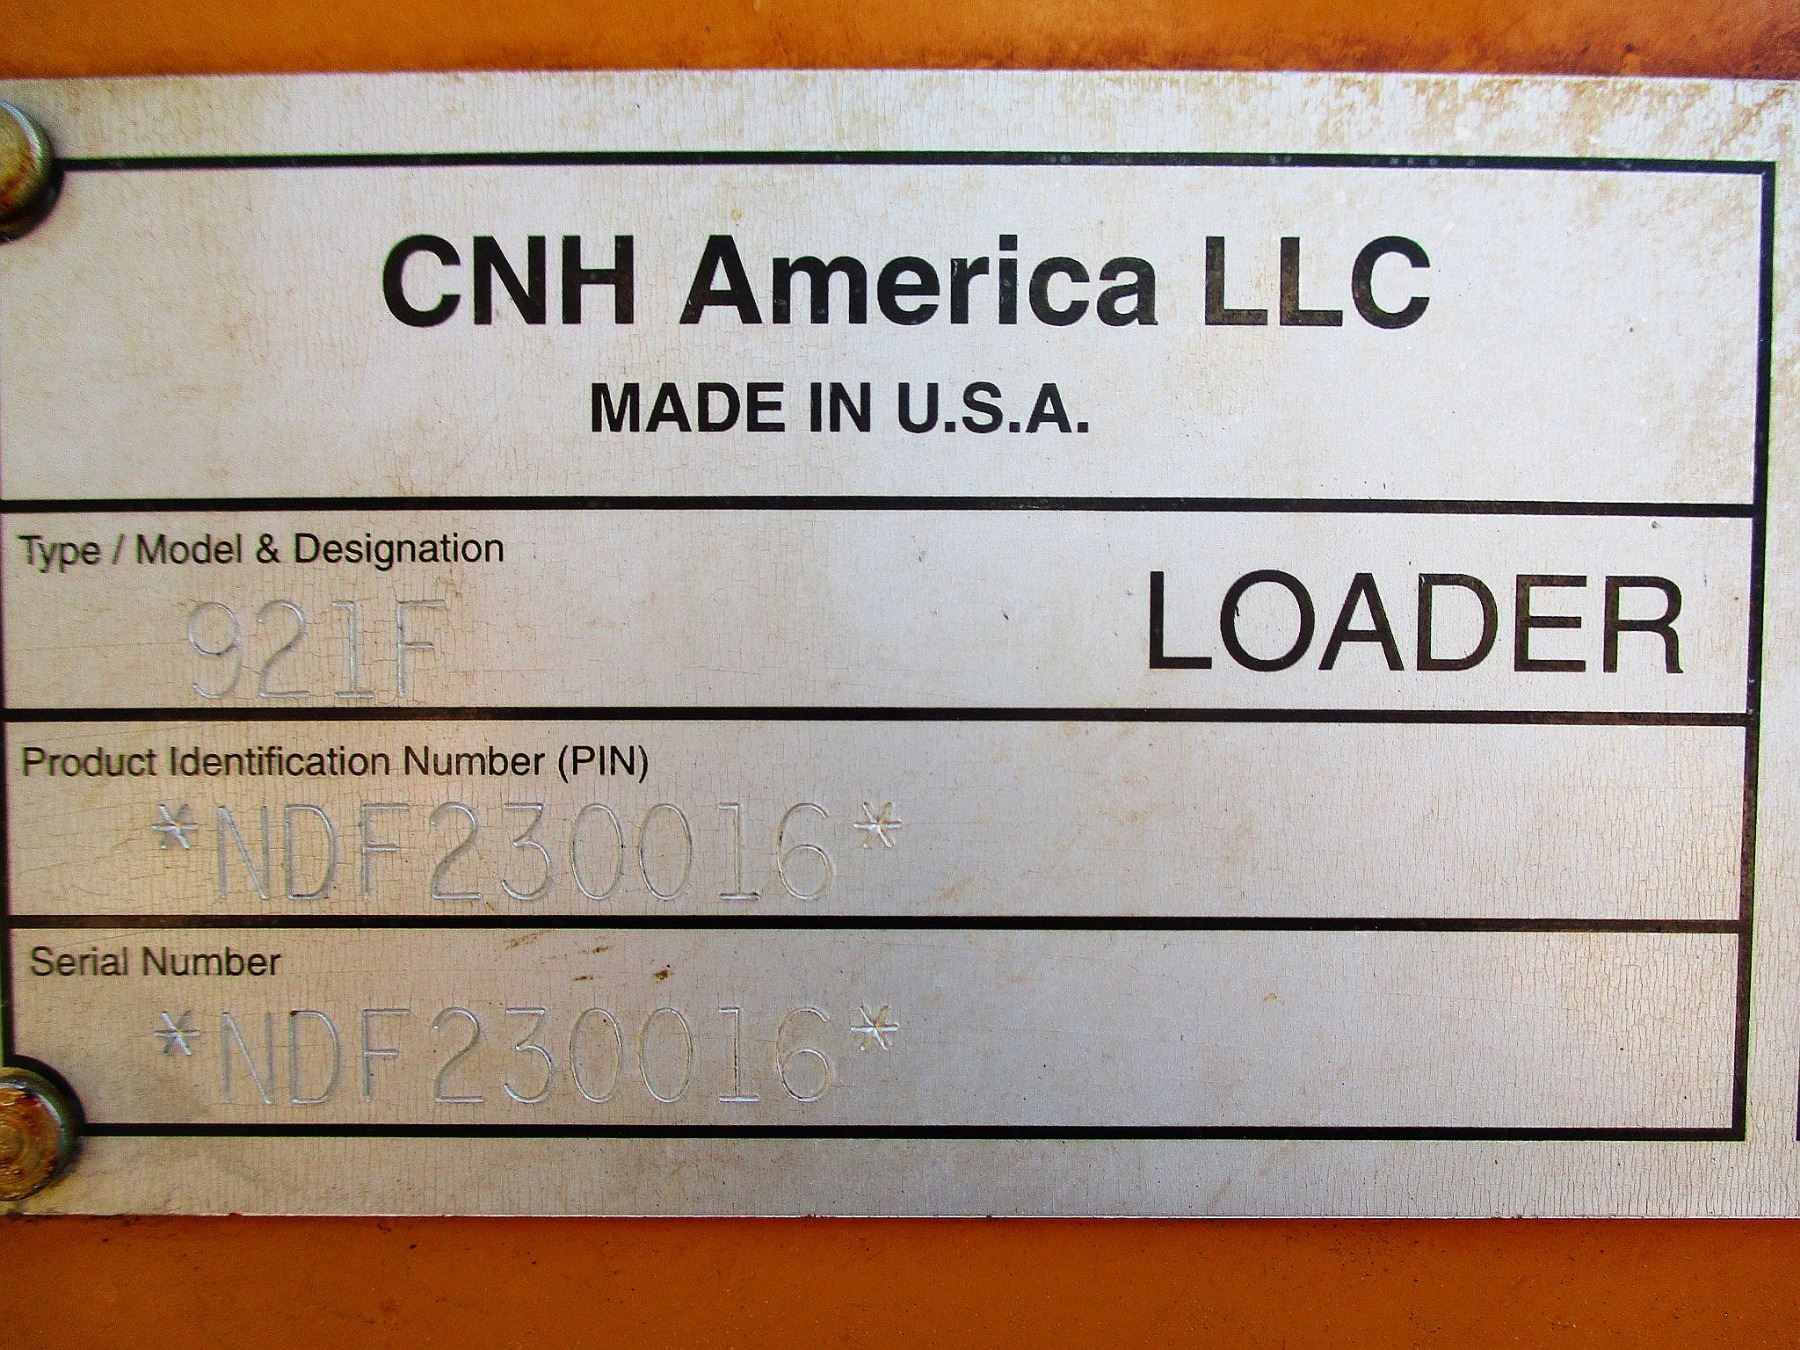 CNH America LLC
MADE IN U.S.A.
Type / Model & Designation
921F
LOADER
Product Identification Number (PIN)
*NDF230016*
Serial Number
*NDF230016*